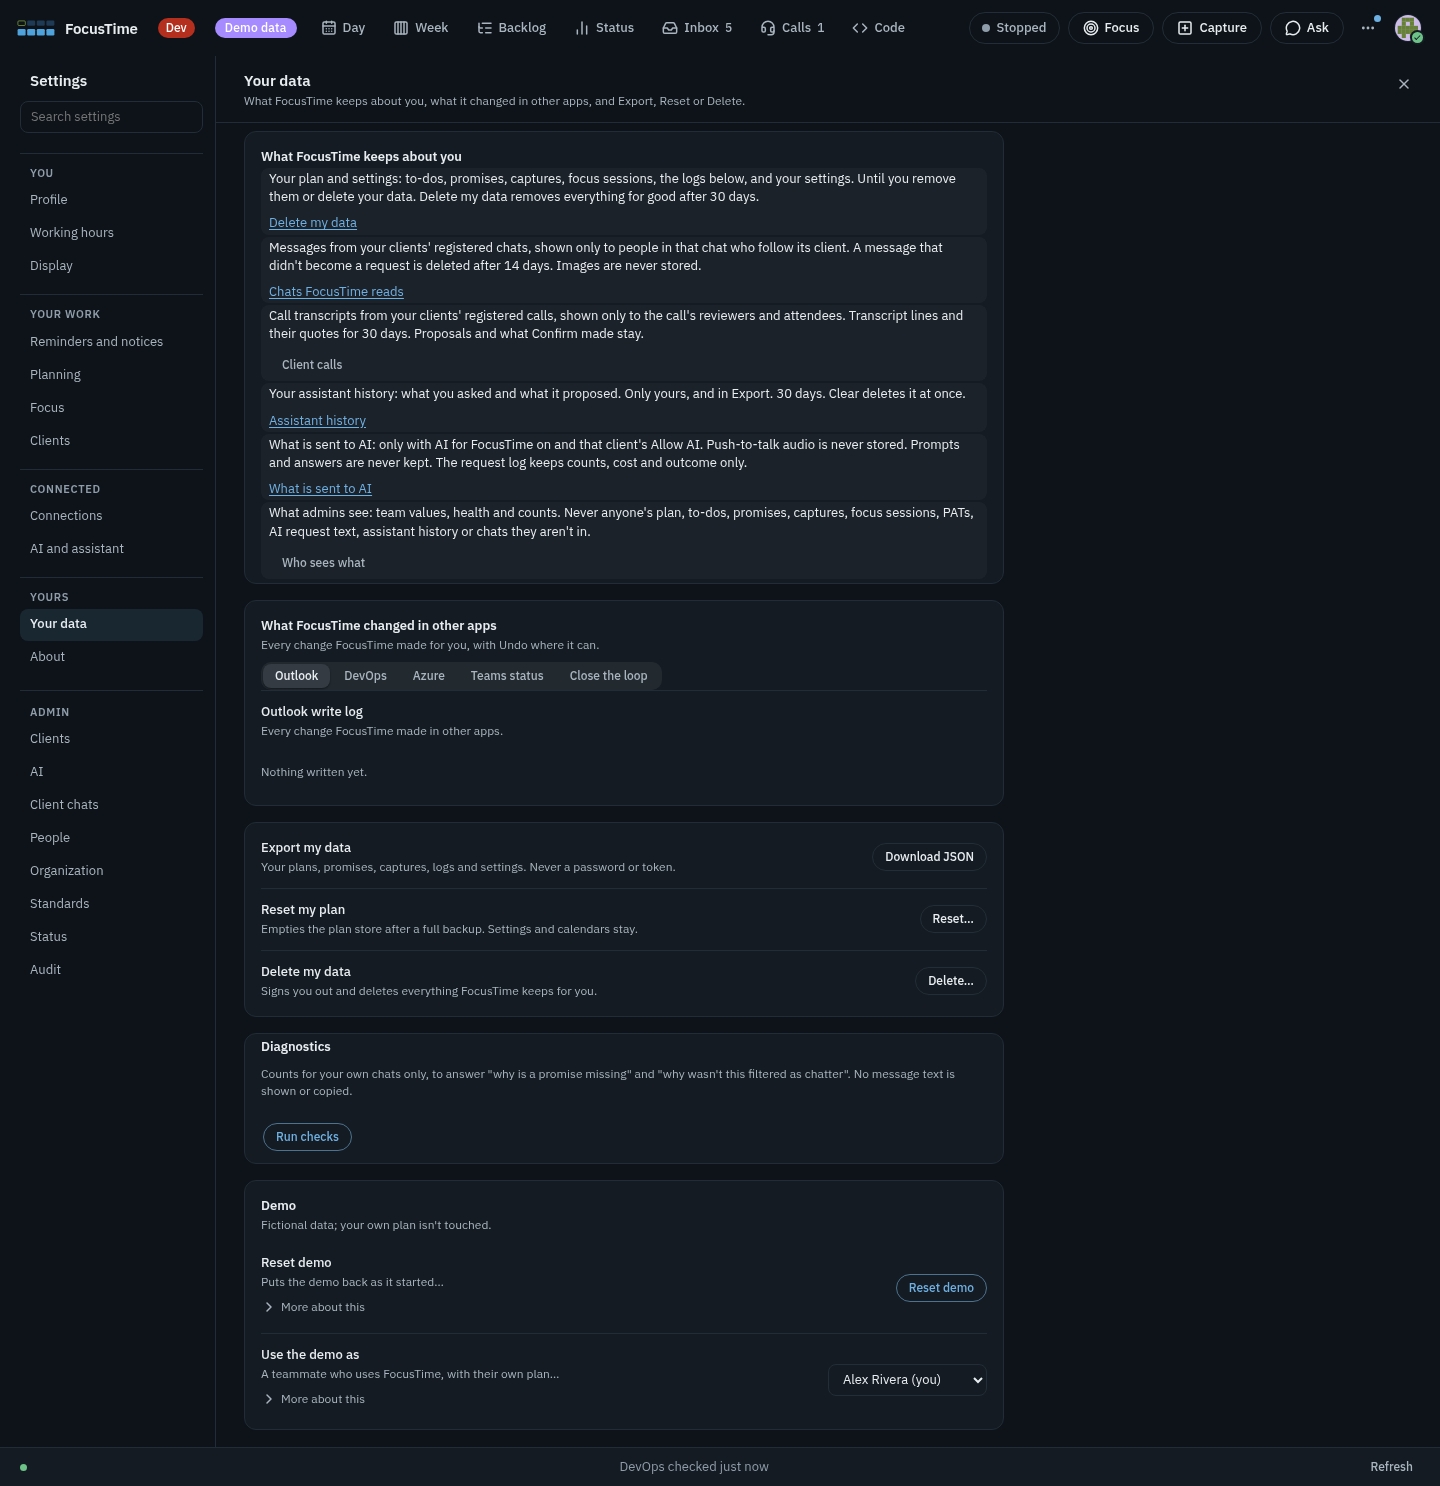 FocusTime
Dev
Demo data
Day
Week
Backlog
Status
Inbox 5
Calls 1
Code
Stopped
Focus
Capture
Ask
Settings
Search settings
YOU
Profile
Working hours
Display
YOUR WORK
Reminders and notices
Planning
Focus
Clients
CONNECTED
Connections
AI and assistant
YOURS
Your data
About
ADMIN
Clients
AI
Client chats
People
Organization
Standards
Status
Audit
Your data
What FocusTime keeps about you, what it changed in other apps, and Export, Reset or Delete.
What FocusTime keeps about you
Your plan and settings: to-dos, promises, captures, focus sessions, the logs below, and your settings. Until you remove
them or delete your data. Delete my data removes everything for good after 30 days.
Delete my data
Messages from your clients' registered chats, shown only to people in that chat who follow its client. A message that
didn't become a request is deleted after 14 days. Images are never stored.
Chats FocusTime reads
Call transcripts from your clients' registered calls, shown only to the call's reviewers and attendees. Transcript lines and
their quotes for 30 days. Proposals and what Confirm made stay.
Client calls
Your assistant history: what you asked and what it proposed. Only yours, and in Export. 30 days. Clear deletes it at once.
Assistant history
What is sent to AI: only with AI for FocusTime on and that client's Allow AI. Push-to-talk audio is never stored. Prompts
and answers are never kept. The request log keeps counts, cost and outcome only.
What is sent to AI
What admins see: team values, health and counts. Never anyone's plan, to-dos, promises, captures, focus sessions, PATs,
AI request text, assistant history or chats they aren't in.
Who sees what
What FocusTime changed in other apps
Every change FocusTime made for you, with Undo where it can.
Outlook
DevOps
Azure
Teams status
Close the loop
Outlook write log
Every change FocusTime made in other apps.
Nothing written yet.
Export my data
Your plans, promises, captures, logs and settings. Never a password or token.
Download JSON
Reset my plan
Empties the plan store after a full backup. Settings and calendars stay.
Reset...
Delete my data
Signs you out and deletes everything FocusTime keeps for you.
Delete...
Diagnostics
Counts for your own chats only, to answer "why is a promise missing" and "why wasn't this filtered as chatter". No message text is
shown or copied.
Run checks
Demo
Fictional data; your own plan isn't touched.
Reset demo
Puts the demo back as it started...
More about this
Reset demo
Use the demo as
A teammate who uses FocusTime, with their own plan...
More about this
Alex Rivera (you)
DevOps checked just now
Refresh